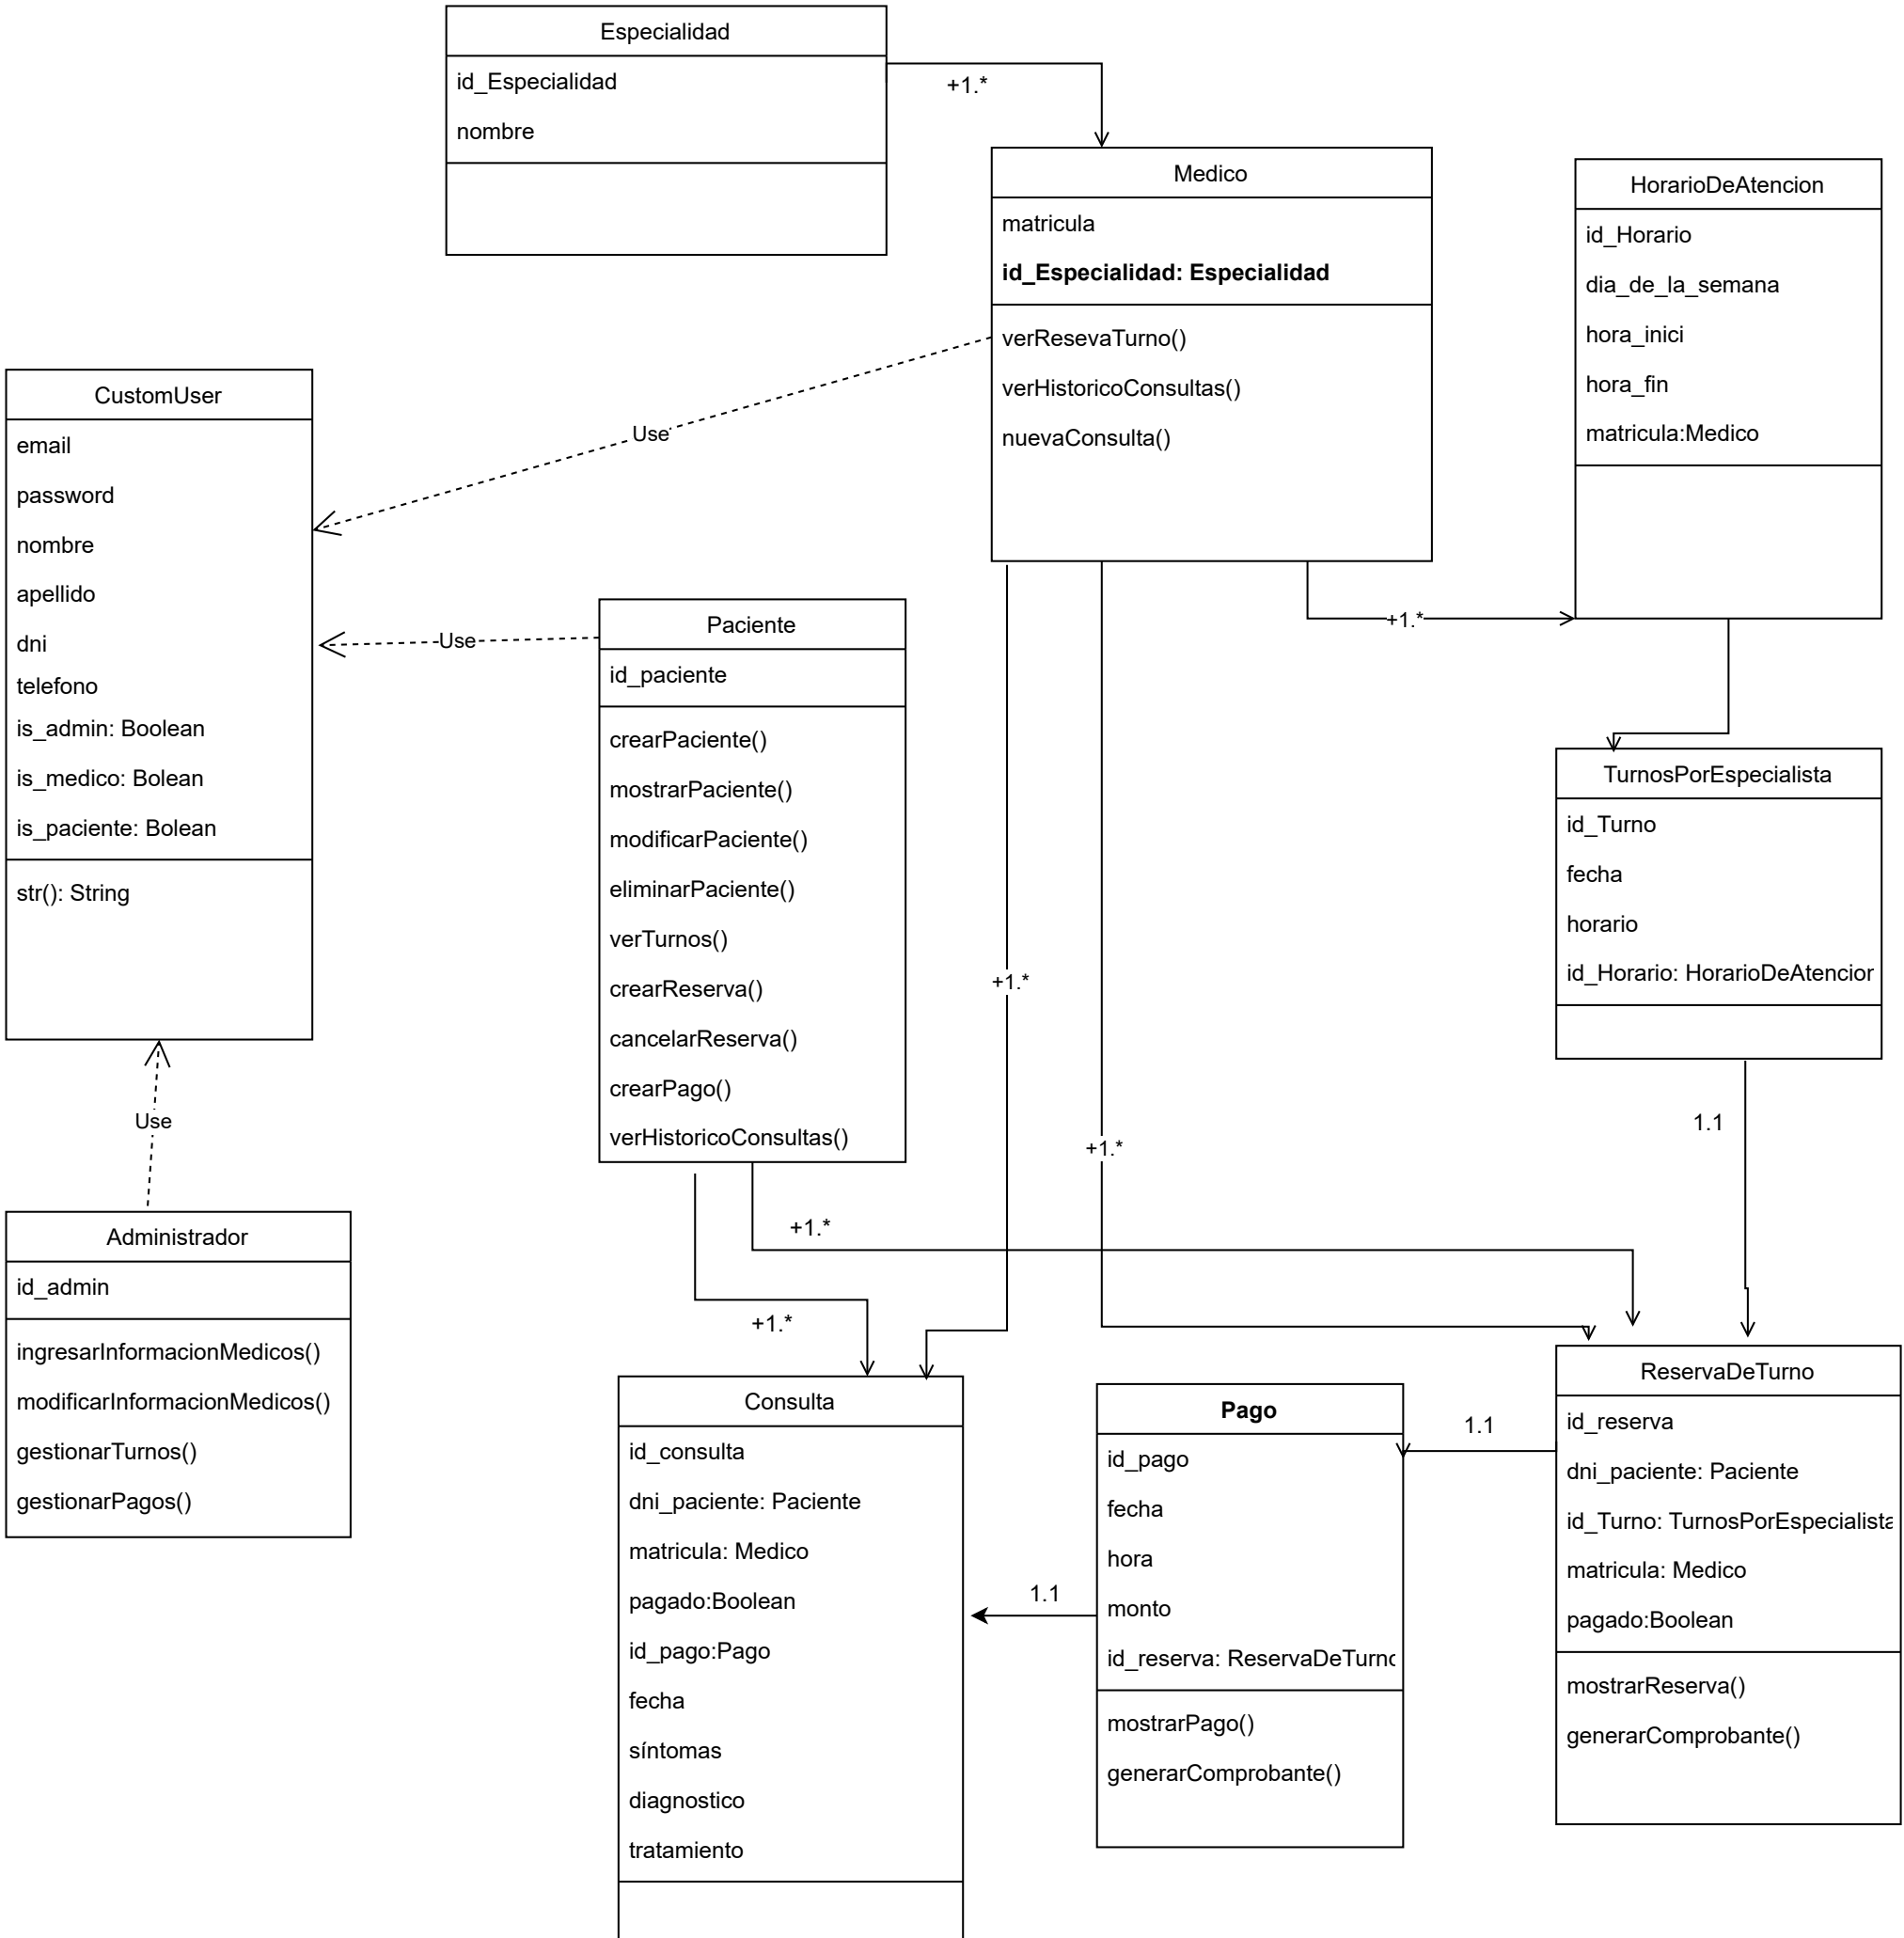 Especialidad
id_Especialidad
nombre
+1.*
Medico
matricula
id_Especialidad: Especialidad
verResevaTurno()
verHistoricoConsultas()
nuevaConsulta()
HorarioDeAtencion
id_Horario
dia_de_la_semana
hora_inici
hora_fin
matricula:Medico
+1.*
Use
CustomUser
email
password
nombre
apellido
dni
telefono
is_admin: Boolean
is_medico: Bolean
is_paciente: Bolean
str(): String
Use
Paciente
id_paciente
crearPaciente()
mostrarPaciente()
modificarPaciente()
eliminarPaciente()
verTurnos()
crearReserva()
cancelarReserva()
crearPago()
verHistoricoConsultas()
TurnosPorEspecialista
id_Turno
fecha
horario
id_Horario: HorarioDeAtencior
+1.*
+1.*
1.1
Use
Administrador
id_admin
ingresarInformacionMedicos()
modificarInformacionMedicos()
gestionarTurnos()
gestionarPagos()
+1.*
+1.*
Consulta
id_consulta
dni_paciente: Paciente
matricula: Medico
pagado:Boolean
id_pago:Pago
fecha
síntomas
diagnostico
tratamiento
1.1
Pago
id_pago
fecha
hora
monto
id_reserva: ReservaDeTurno
mostrarPago()
generarComprobante()
1.1
ReservaDeTurno
id_reserva
dni_paciente: Paciente
id_Turno: TurnosPorEspecialista
matricula: Medico
pagado:Boolean
mostrarReserva()
generarComprobante()